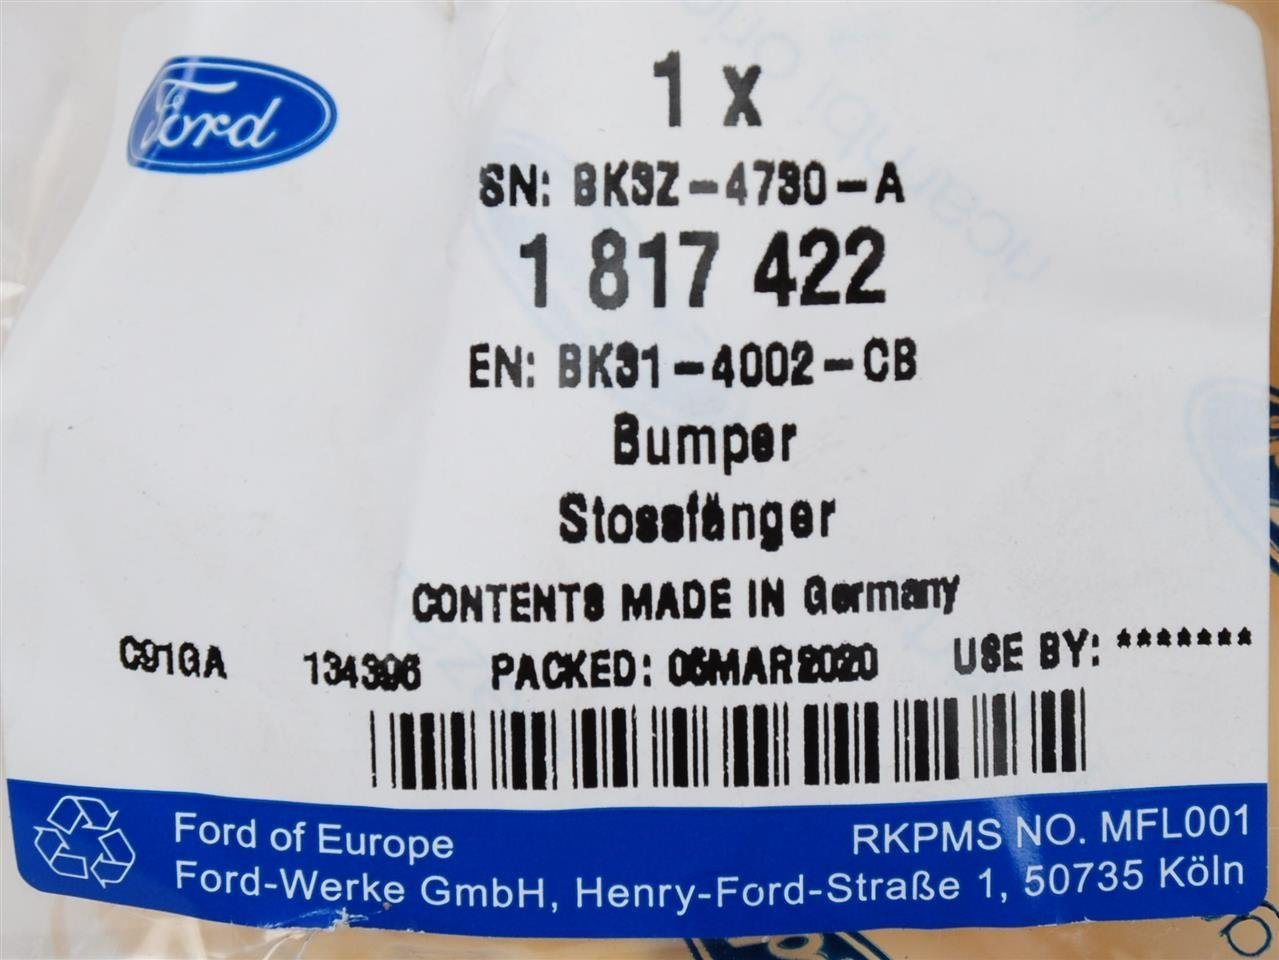 Ford
1 x
SN: BK3Z-4730-A
1 817 422
EN: BK31-4002-CB
Bumper
Stossfänger
CONTENTS MADE IN Germany
C91GA 134396 PACKED: 05MAR2020 USE BY: *******
Ford of Europe
RKPMS NO. MFL001
Ford-Werke GmbH, Henry-Ford-Straße 1, 50735 Köln